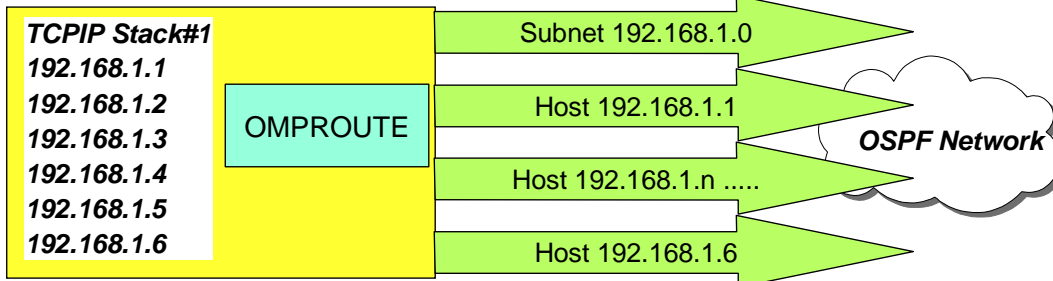 TCPIP Stack#1
192.168.1.1
192.168.1.2
192.168.1.3
192.168.1.4
192.168.1.5
192.168.1.6
OMPROUTE
Subnet 192.168.1.0
Host 192.168.1.1
Host 192.168.1.n .....
Host 192.168.1.6
OSPF Network